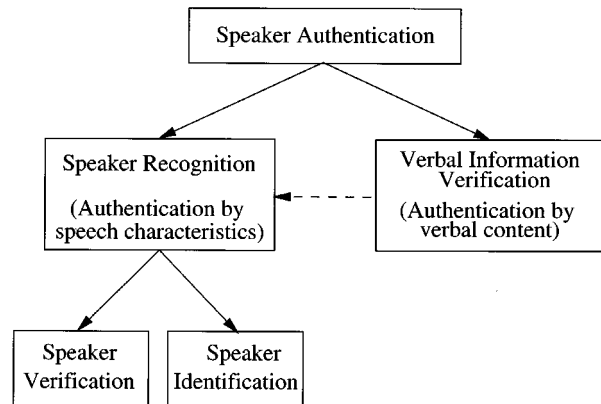 Speaker Authentication
Speaker Recognition
(Authentication by
speech characteristics)
Verbal Information
Verification
(Authentication by
verbal content)
Speaker
Verification
Speaker
Identification